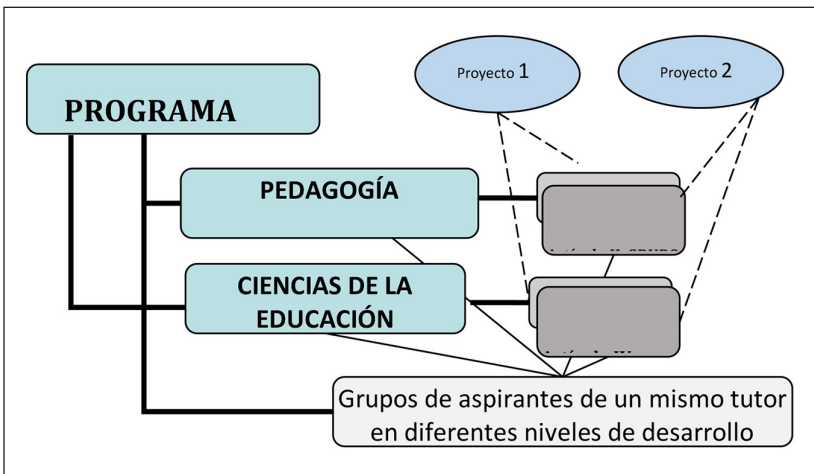 Proyecto 1
Proyecto 2
PROGRAMA
PEDAGOGÍA
CIENCIAS DE LA
EDUCACIÓN
Grupos de aspirantes de un mismo tutor
en diferentes niveles de desarrollo